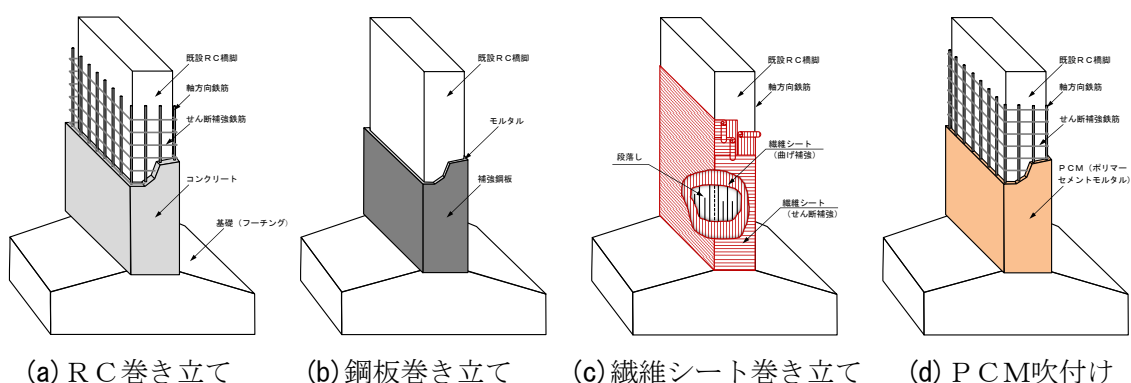 既設ＲＣ橋脚
軸方向鉄筋
せん断補強鉄筋
コンクリート
基礎（フーチング）
(a)ＲＣ巻き立て
既設ＲＣ橋脚
モルタル
補強鋼板
(b)鋼板巻き立て
既設ＲＣ橋脚
軸方向鉄筋
段落し
繊維シート
（曲げ補強）
繊維シート
（せん断補強）
(c)繊維シート巻き立て
既設ＲＣ橋脚
軸方向鉄筋
せん断補強鉄筋
ＰＣＭ（ポリマー
セメントモルタル）
(d)ＰＣＭ吹付け